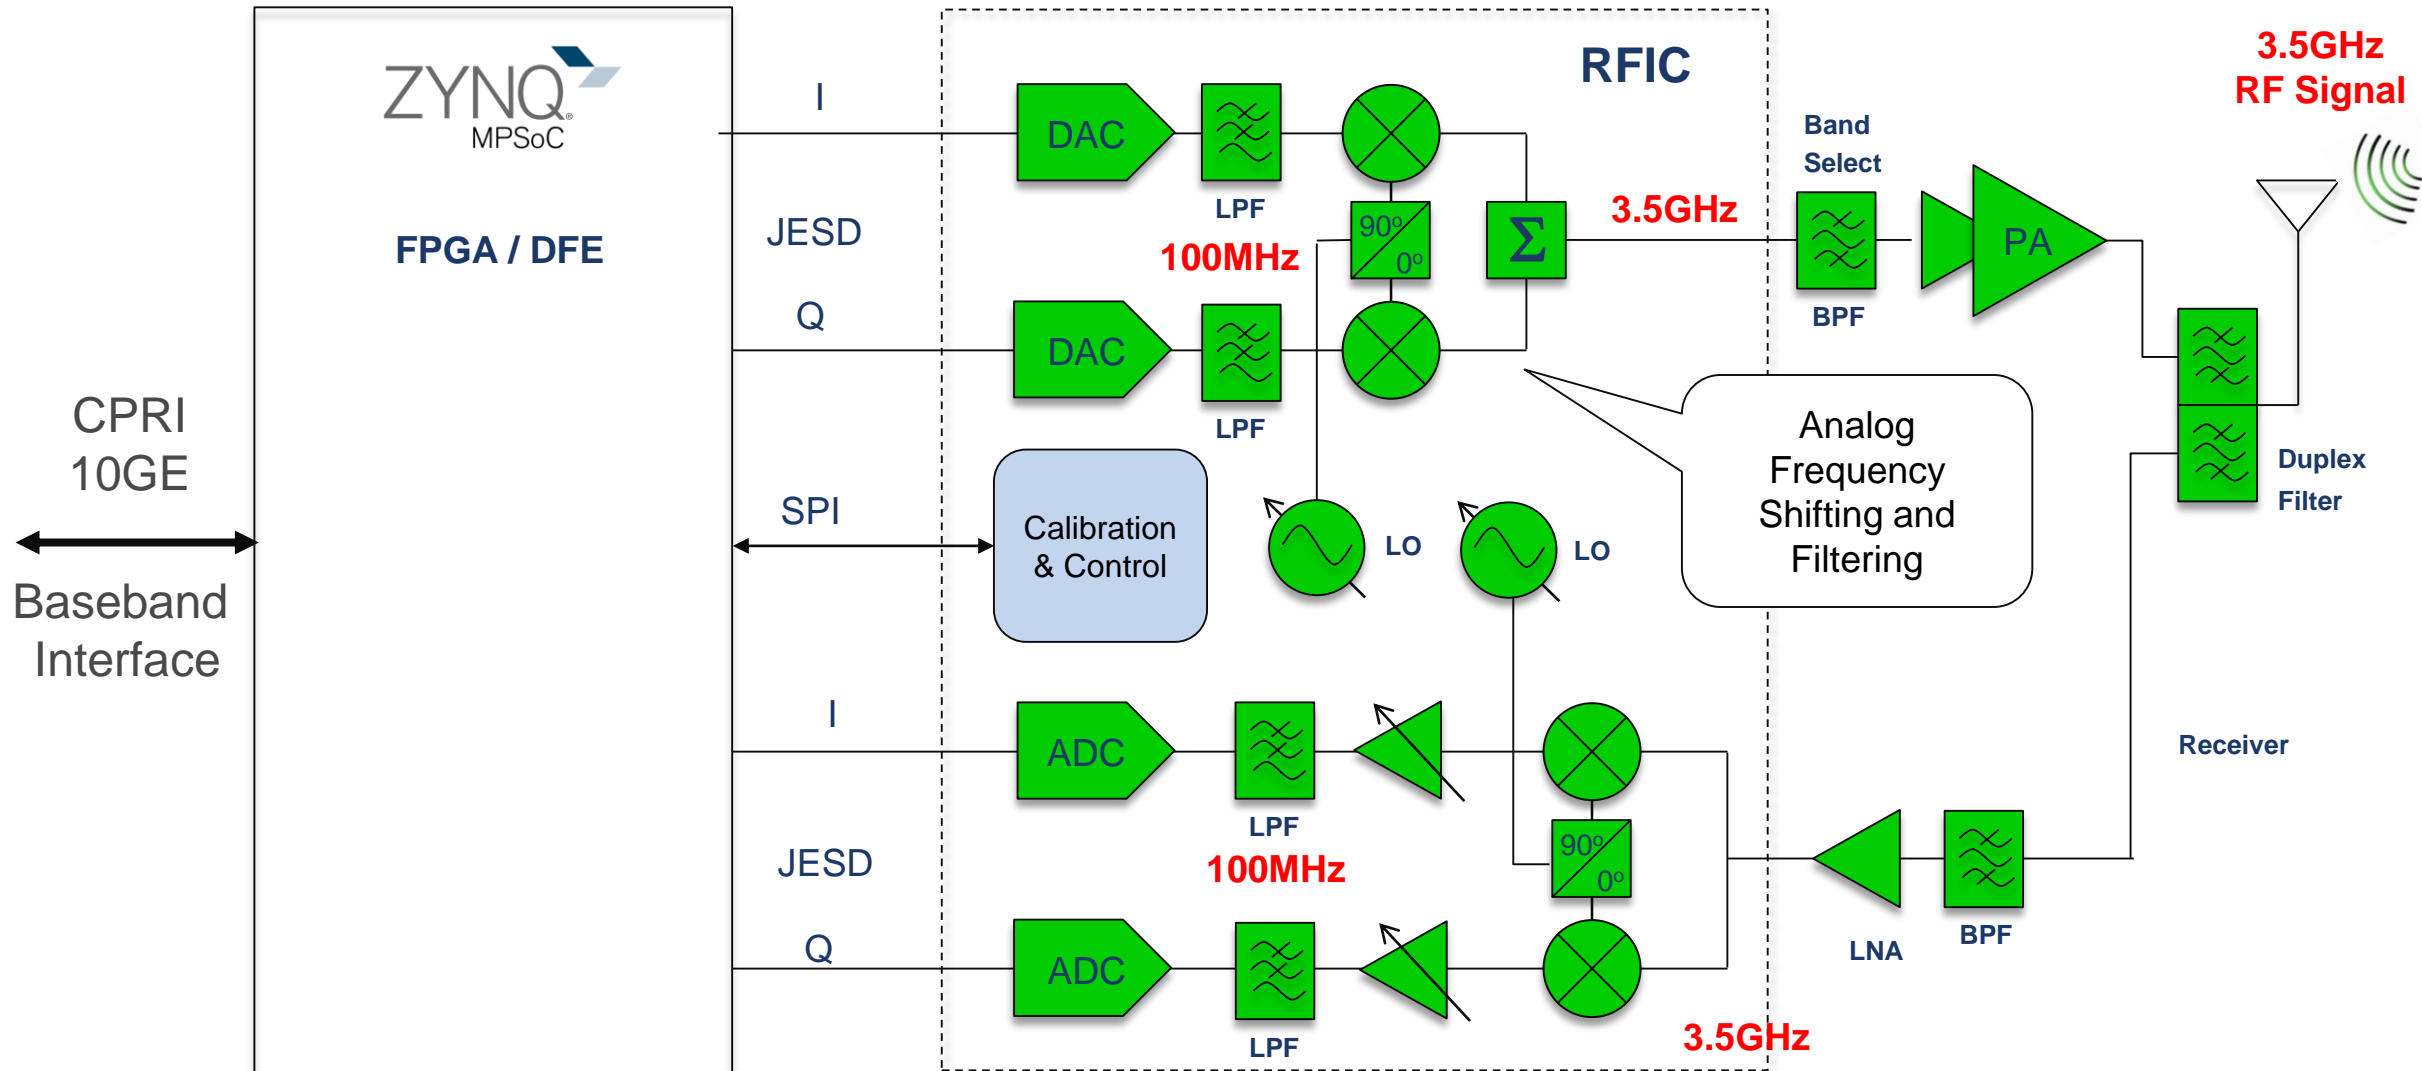 ZYNQ®
MPSoC
FPGA / DFE
CPRI
10GE
Baseband
Interface
I
JESD
Q
SPI
I
JESD
Q
RFIC
DAC
LPF
100MHz
90o
0o
Σ
3.5GHz
DAC
LPF
Calibration
& Control
LO
LO
Analog
Frequency
Shifting and
Filtering
ADC
LPF
100MHz
90o
0o
ADC
LPF
3.5GHz
Band
Select
BPF
PA
3.5GHz
RF Signal
Duplex
Filter
Receiver
LNA
BPF